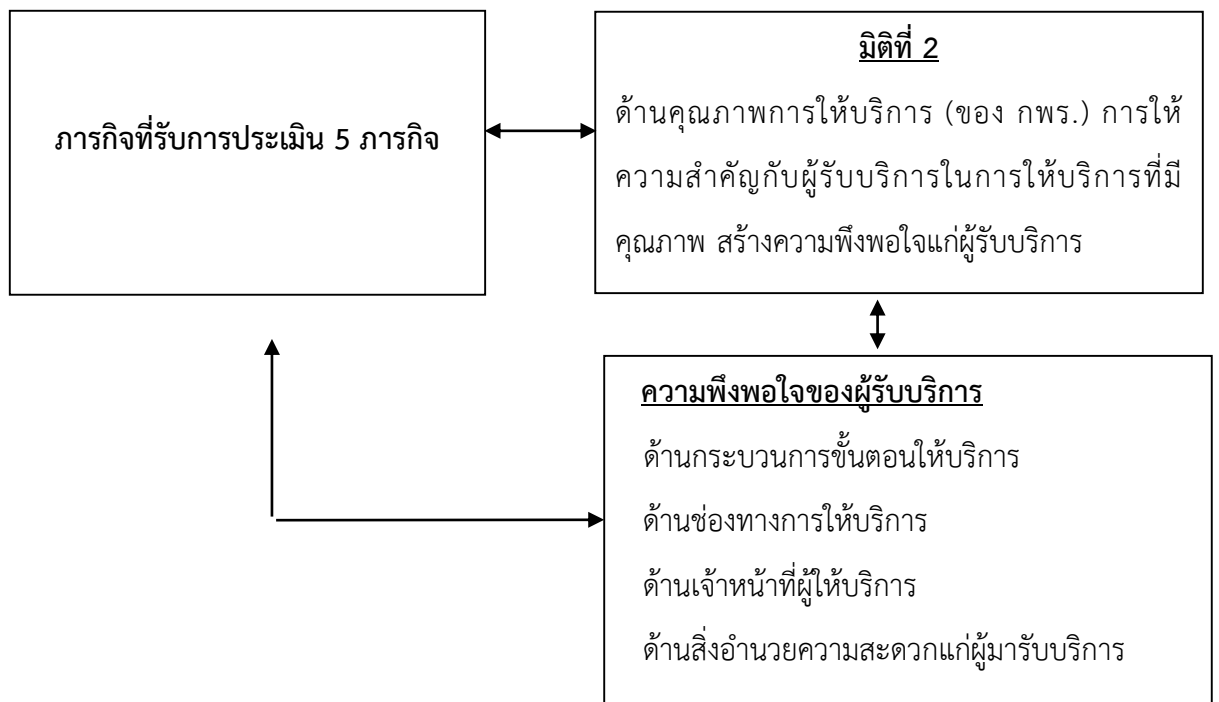 ภารกิจที่รับการประเมิน 5 ภารกิจ
มิติที่ 2
ด้านคุณภาพการให้บริการ (ของ กพร.) การให้
ความสำคัญกับผู้รับบริการในการให้บริการที่มี
คุณภาพ สร้างความพึงพอใจแก่ผู้รับบริการ
ความพึงพอใจของผู้รับบริการ
ด้านกระบวนการขั้นตอนให้บริการ
ด้านช่องทางการให้บริการ
ด้านเจ้าหน้าที่ผู้ให้บริการ
ด้านสิ่งอำนวยความสะดวกแก่ผู้มารับบริการ